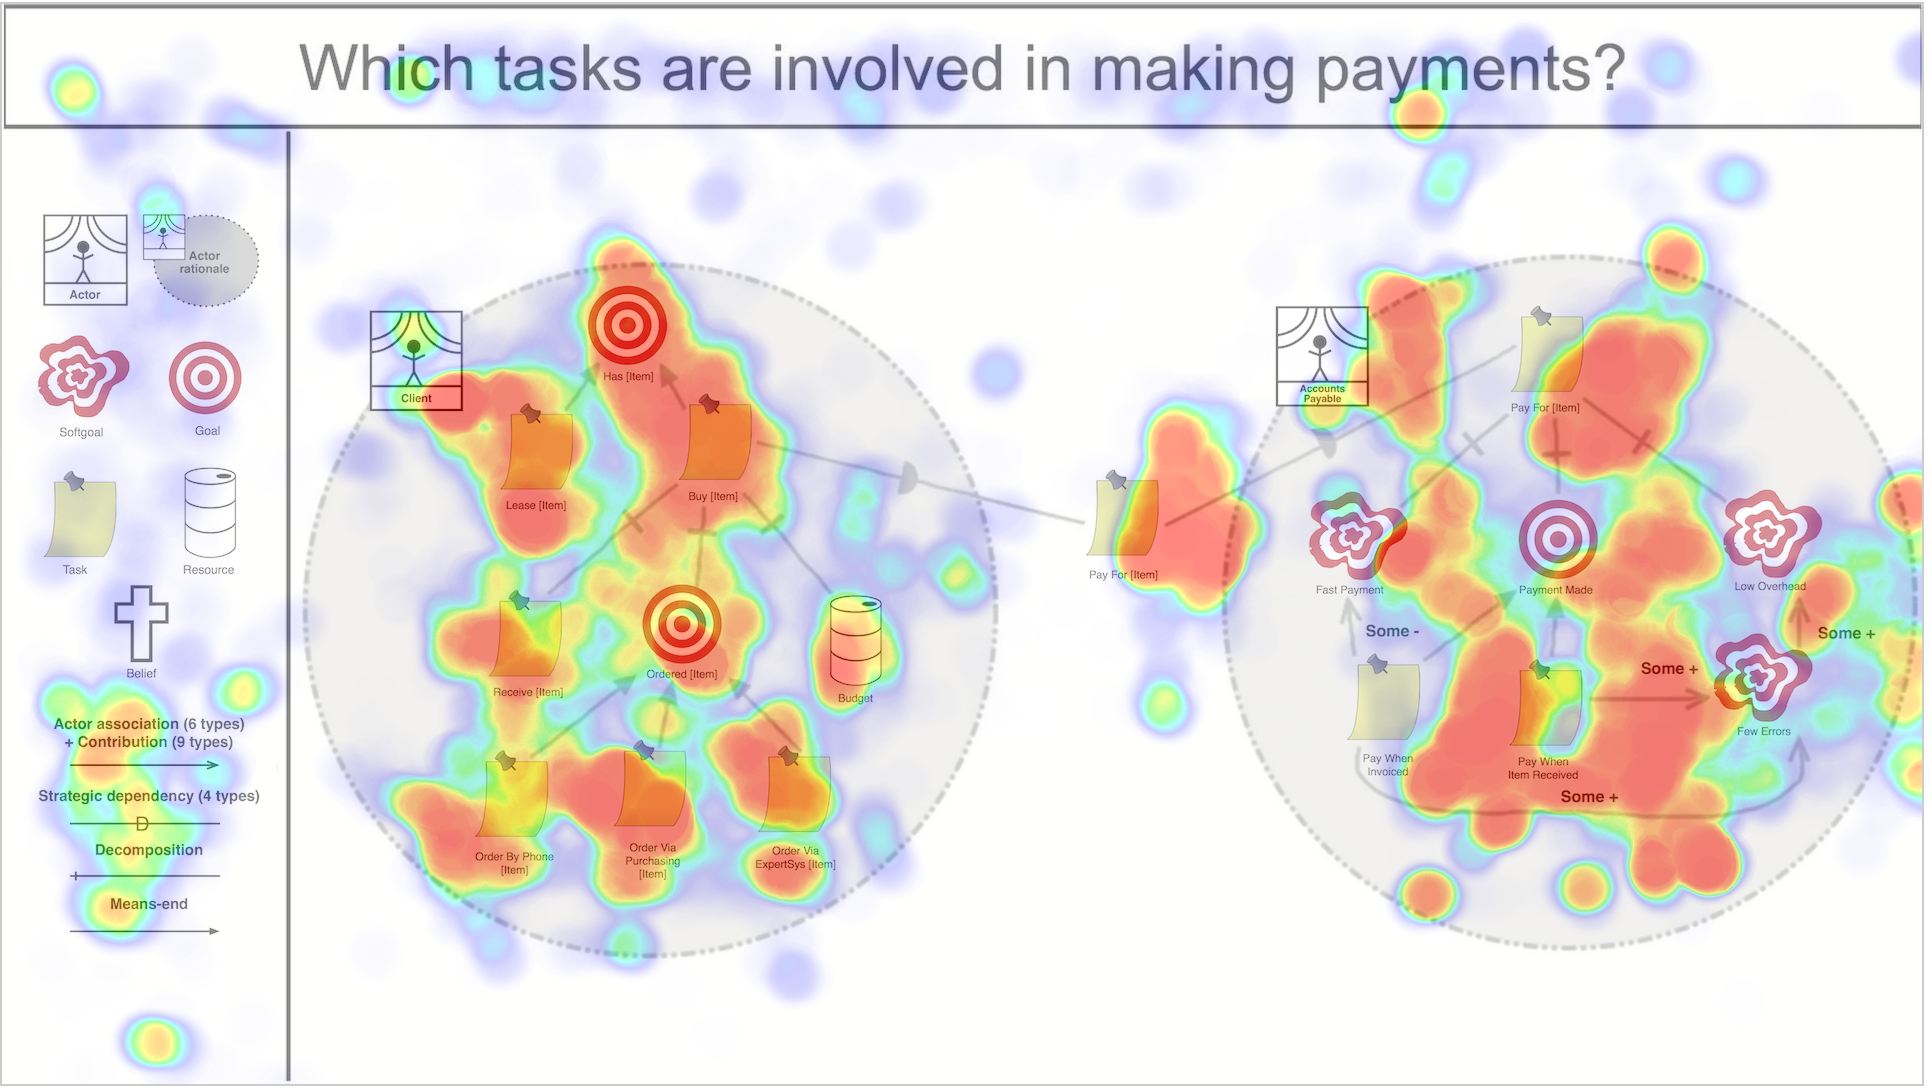 Which tasks are involved in making payments?
Actor
Actor
rationale
Softgoal
Goal
Task
Resource
Belief
Actor association (6 types)
+ Contribution (9 types)
Strategic dependency (4 types)
D
Decomposition
Means-end
Client
Has [Item]
Lease [Item]
Buy [Item]
Receive [Item]
Ordered [Item]
Budget
Order By Phone
[Item]
Order Via
Purchasing
[Item]
Order Via
ExpertSys [Item]
Pay For [Item]
Accounts
Payable
Pay For [Item]
Fast Payment
Payment Made
Low Overhead
Some -
Some +
Some +
Few Errors
Pay When
Invoiced
Pay When
Item Received
Some +